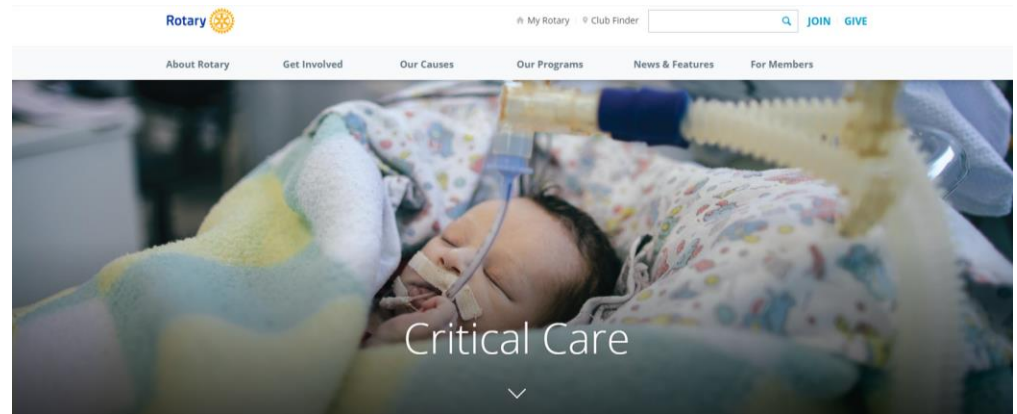 Rotary
My Rotary Club Finder JOIN GIVE
About Rotary Get Involved Our Causes Our Programs News & Features For Members
Critical Care